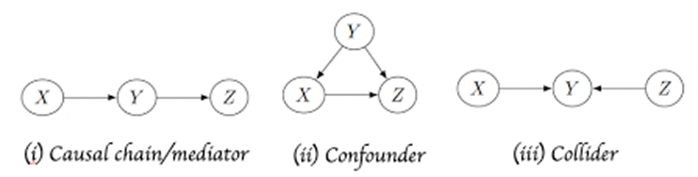 Y
X Y Z X Z X Y Z
(i) Causal chain/mediator (ii) Confounder (iii) Collider